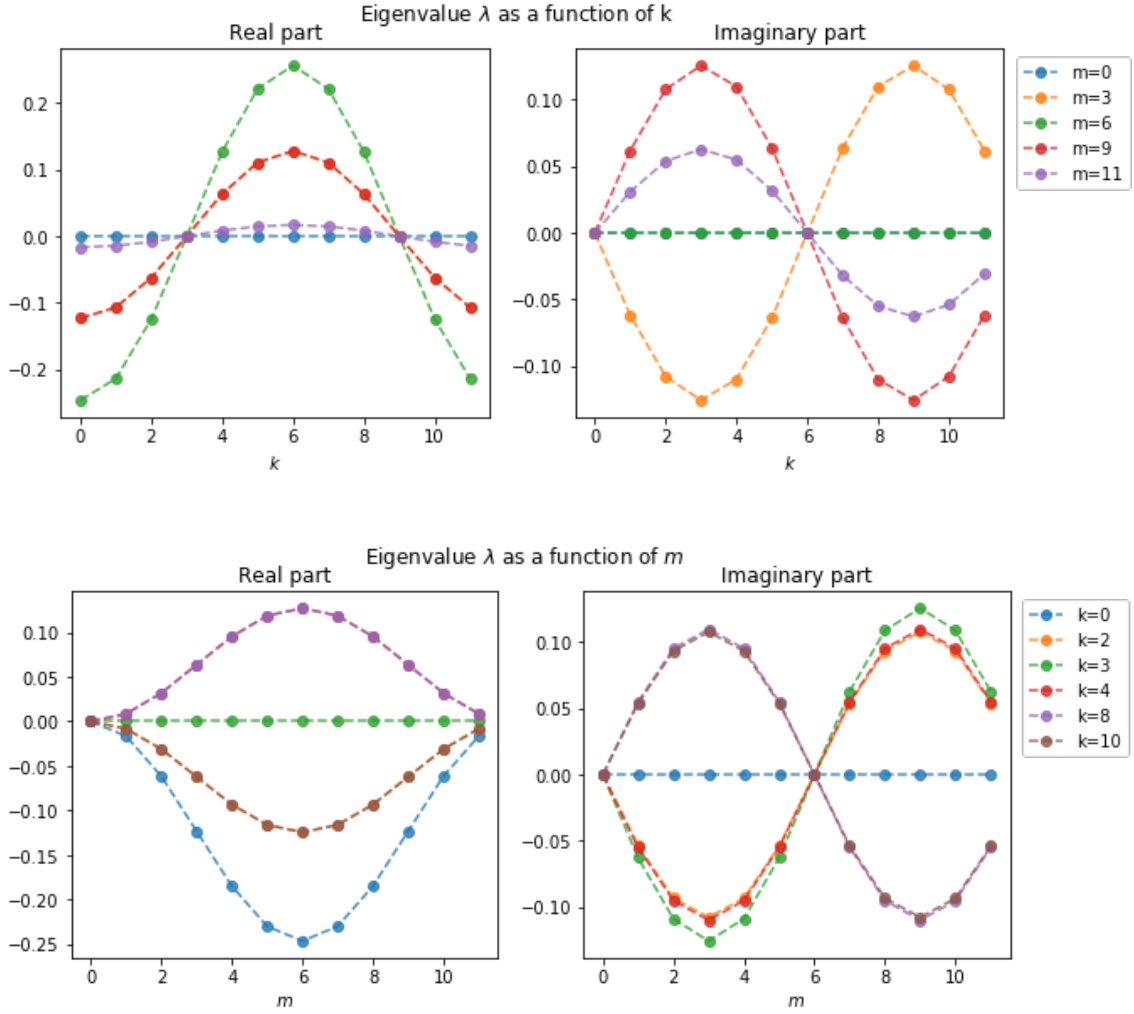 Eigenvalue λ as a function of k
Real part
Imaginary part
0.2
0.1
0.0
−0.1
−0.2
0 2 4 6 8 10
k
0.10
0.05
0.00
−0.05
−0.10
0 2 4 6 8 10
k
m=0
m=3
m=6
m=9
m=11
Eigenvalue λ as a function of m
Real part
Imaginary part
0.10
0.05
0.00
−0.05
−0.10
−0.15
−0.20
−0.25
0 2 4 6 8 10
m
0.10
0.05
0.00
−0.05
−0.10
0 2 4 6 8 10
m
k=0
k=2
k=3
k=4
k=8
k=10